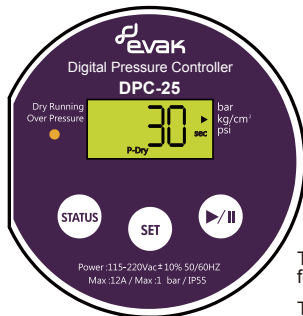 evak
Digital Pressure Controller
DPC-25
Dry Running
Over Pressure
30
sec
P-Dry
bar
kg/cm²
psi
STATUS
SET
Power :115-220Vac±10% 50/60HZ
Max :12A / Max :1 bar / IP55
T
f
T